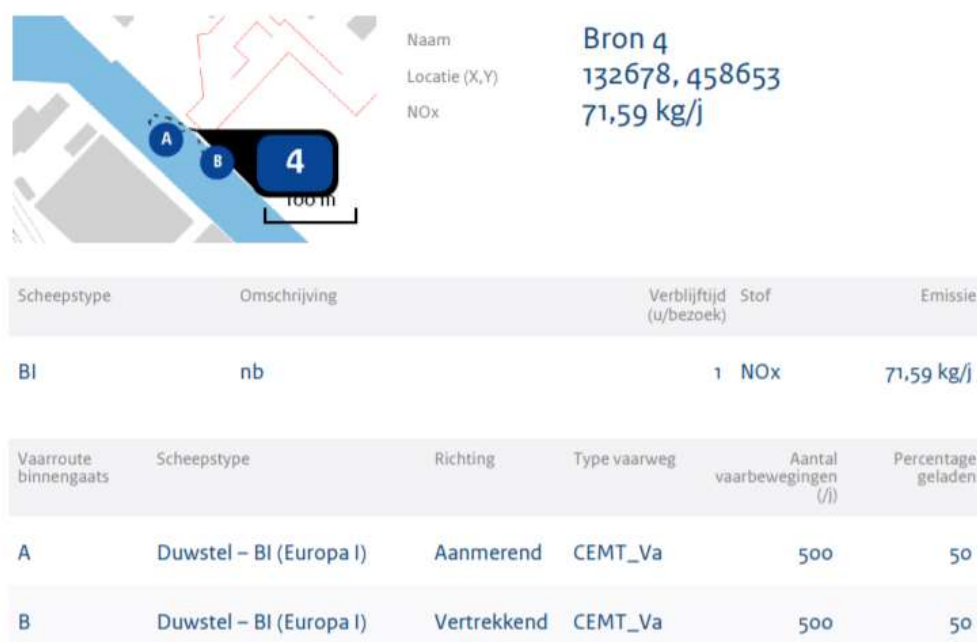 Naam Bron 4
Locatie (X,Y) 132678, 458653
NOx 71,59 kg/j
A
B
4
100 m
Scheepstype Omschrijving Verblijftijd (u/bezoek) Stof Emissie
BI nb 1 NOx 71,59 kg/j
Vaarroute binnengaats Scheepstype Richting Type vaarweg Aantal vaarbewegingen (/j) Percentage geladen
A Duwstel – BI (Europa I) Aanmerend CEMT_Va 500 50
B Duwstel – BI (Europa I) Vertrekkend CEMT_Va 500 50